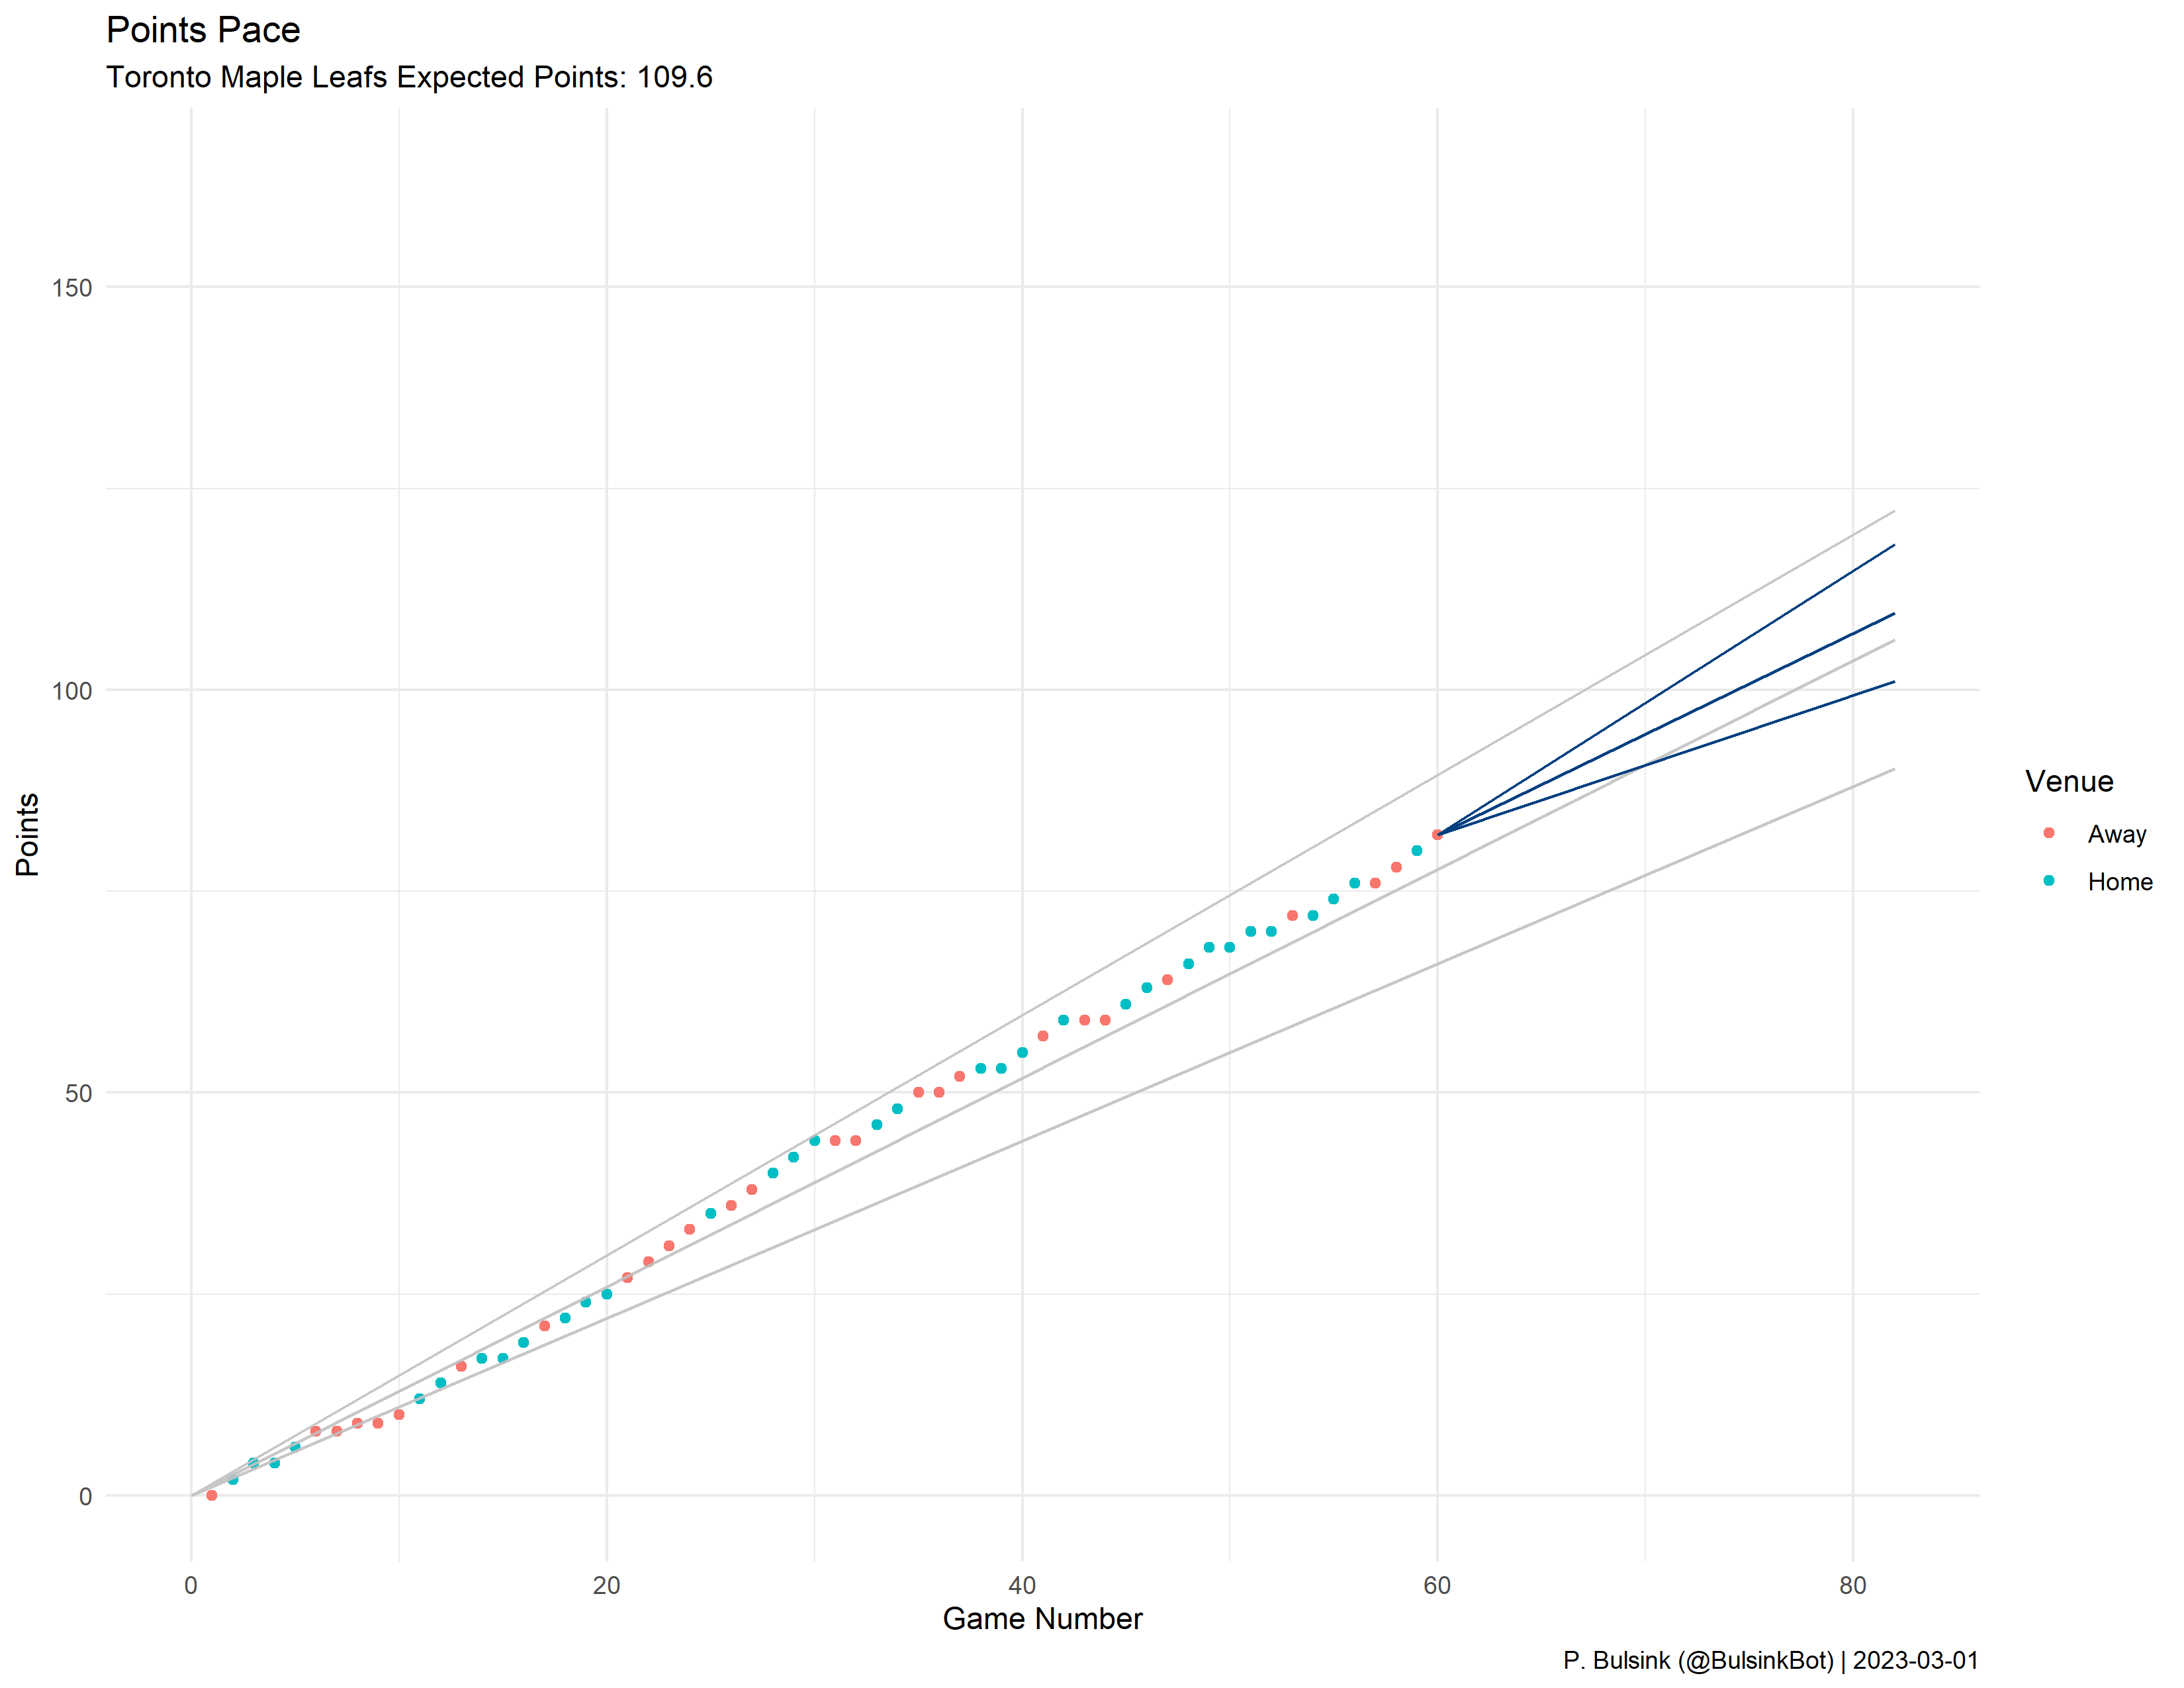 Points Pace
Toronto Maple Leafs Expected Points: 109.6
150
100
50
0
Points
0 20 40 60 80
Game Number
Venue
Away
Home
P. Bulsink (@BulsinkBot) | 2023-03-01